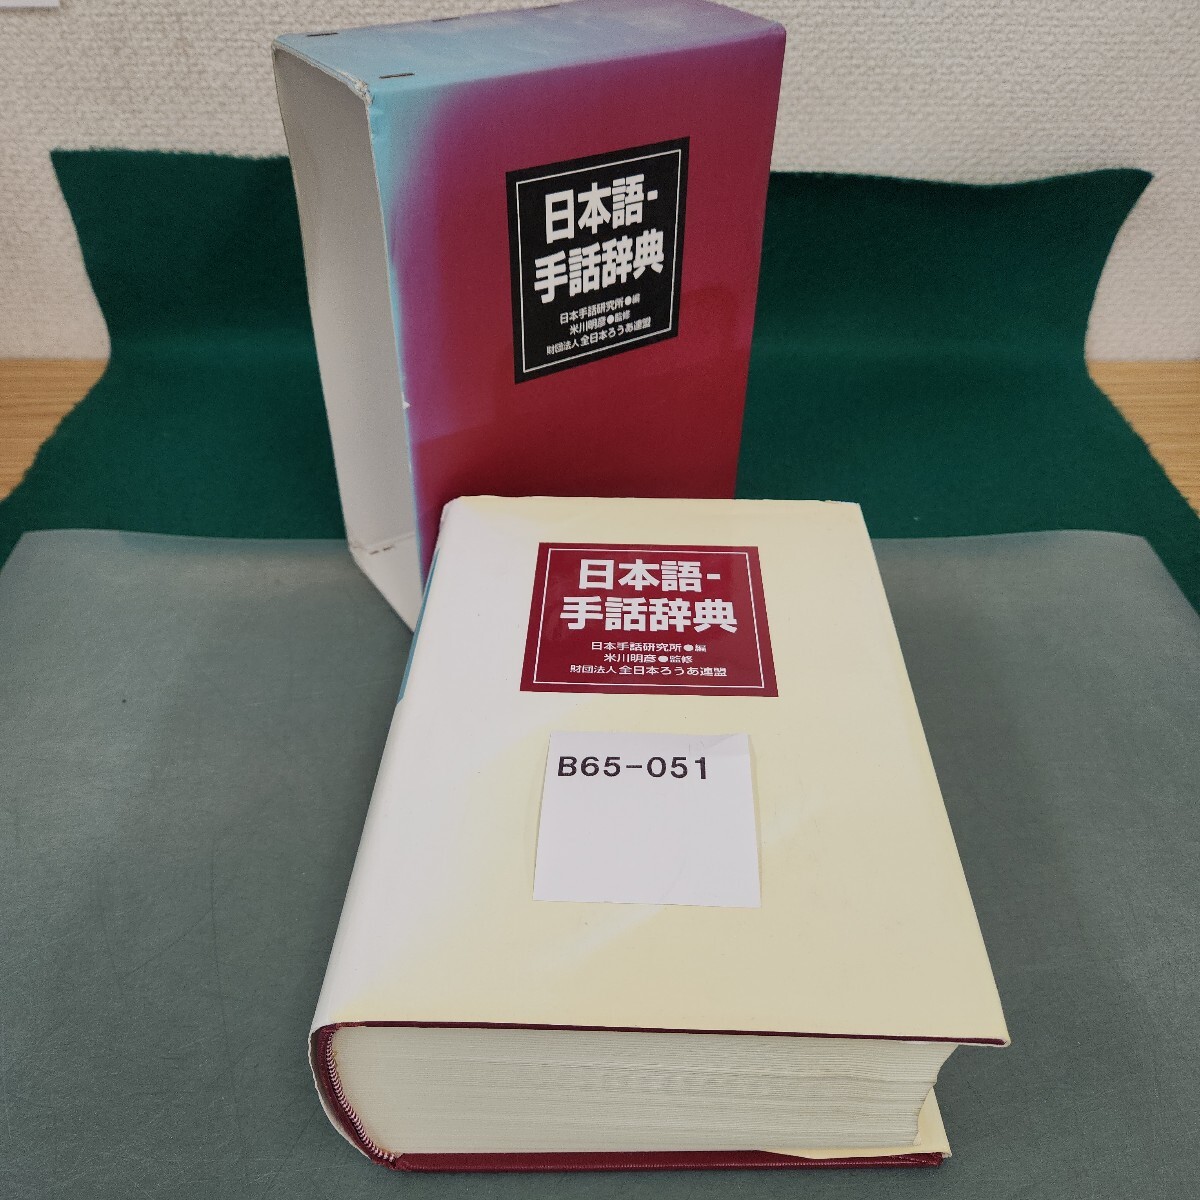 日本語-
手話辞典
日本手話研究所●編
米川明彦●監修
財団法人 全日本ろうあ連盟
日本語-
手話辞典
日本手話研究所●編
米川明彦●監修
財団法人 全日本ろうあ連盟
B65-051